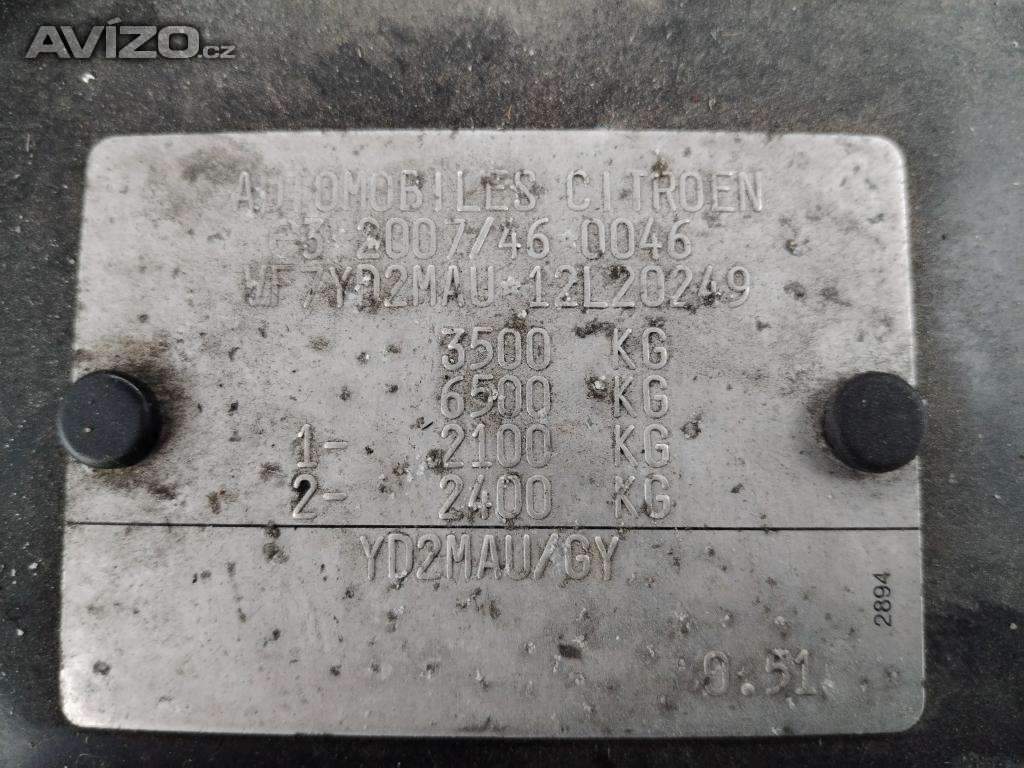 AVÍZO.cz
AUTOMOBILES CITROEN
e3 2007/46 0046
VF7YD2MAU*12L20249
3500 KG
6500 KG
1- 2100 KG
2- 2400 KG
YD2MAU/GY
2894
0.51